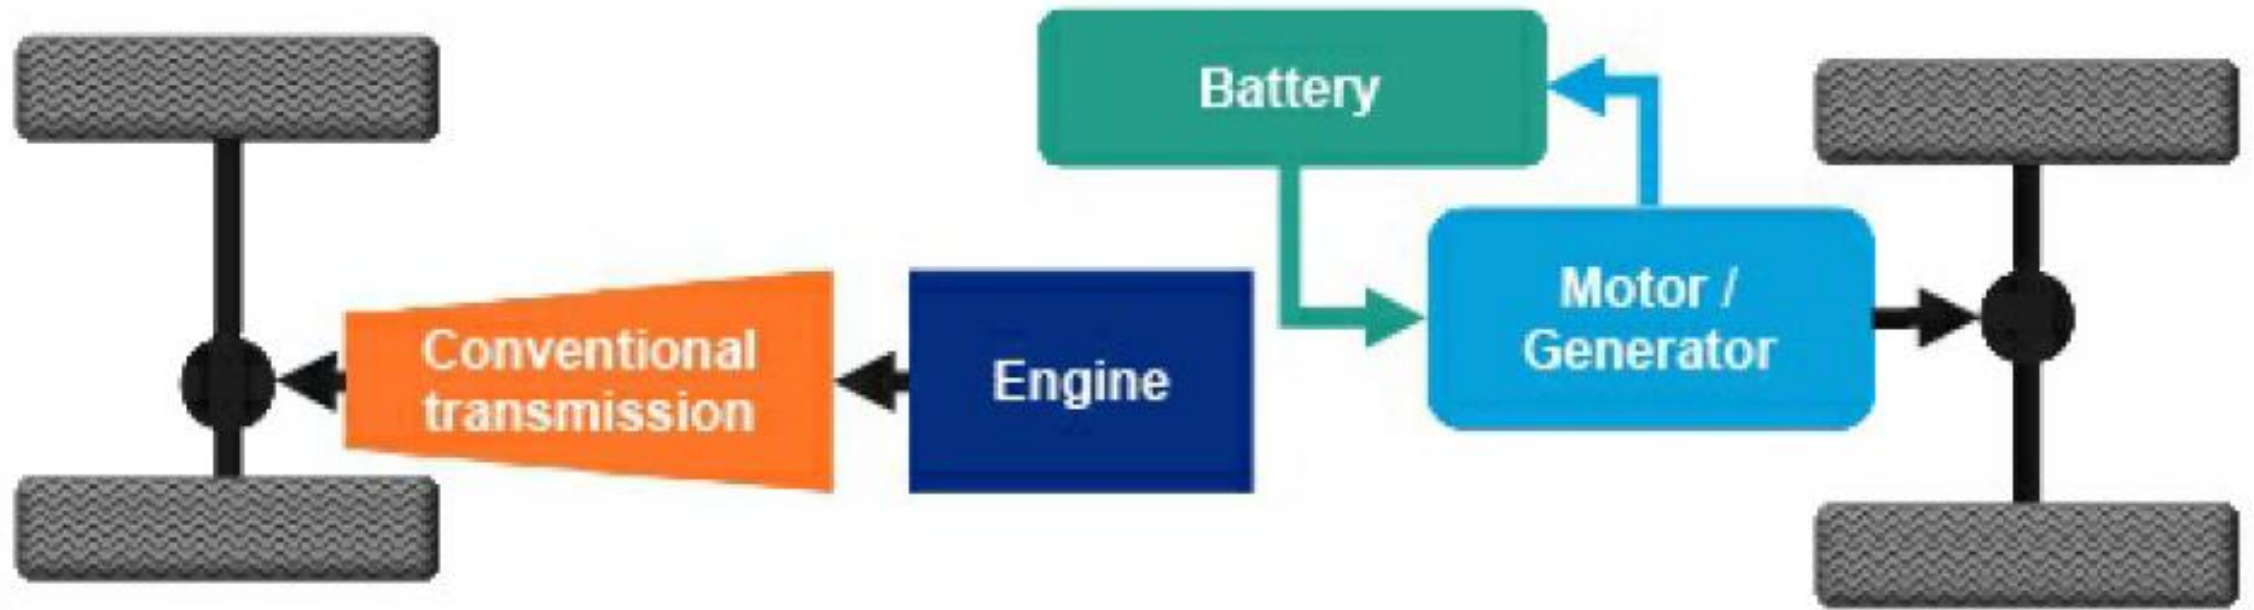 Battery
Motor /
Generator
Conventional
transmission
Engine